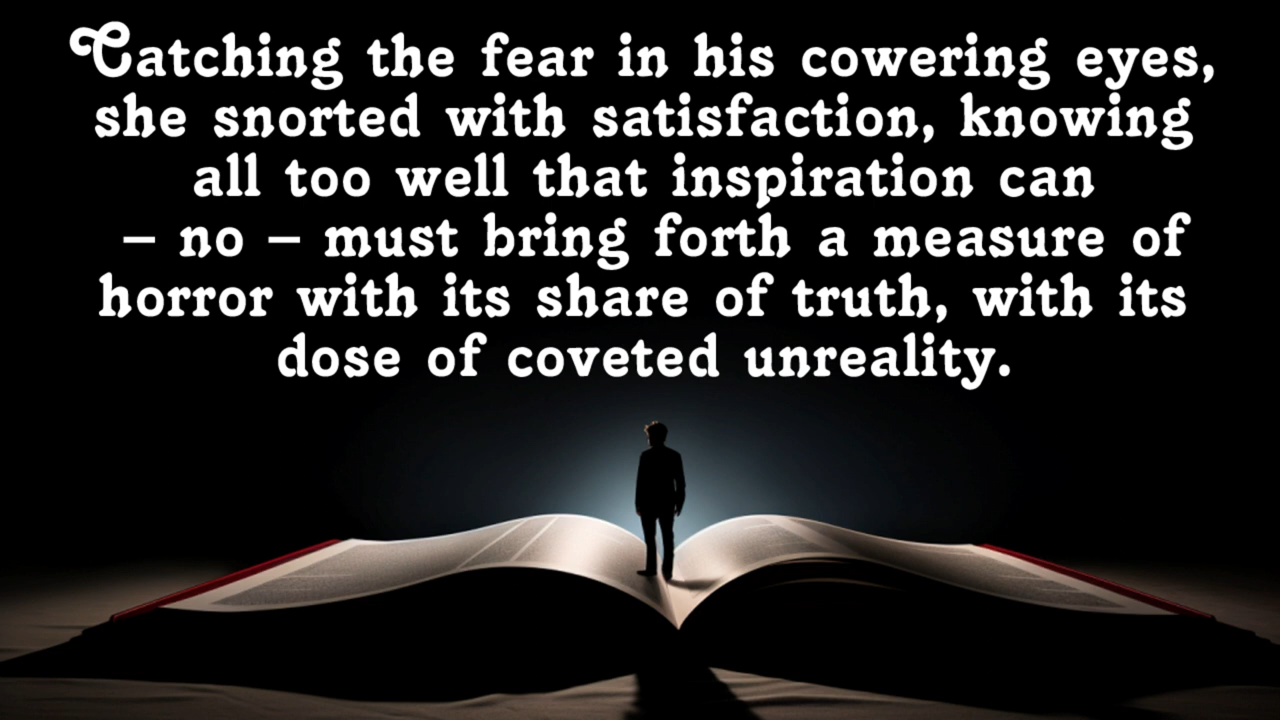 Catching the fear in his cowering eyes,
she snorted with satisfaction, knowing
all too well that inspiration can
– no – must bring forth a measure of
horror with its share of truth, with its
dose of coveted unreality.